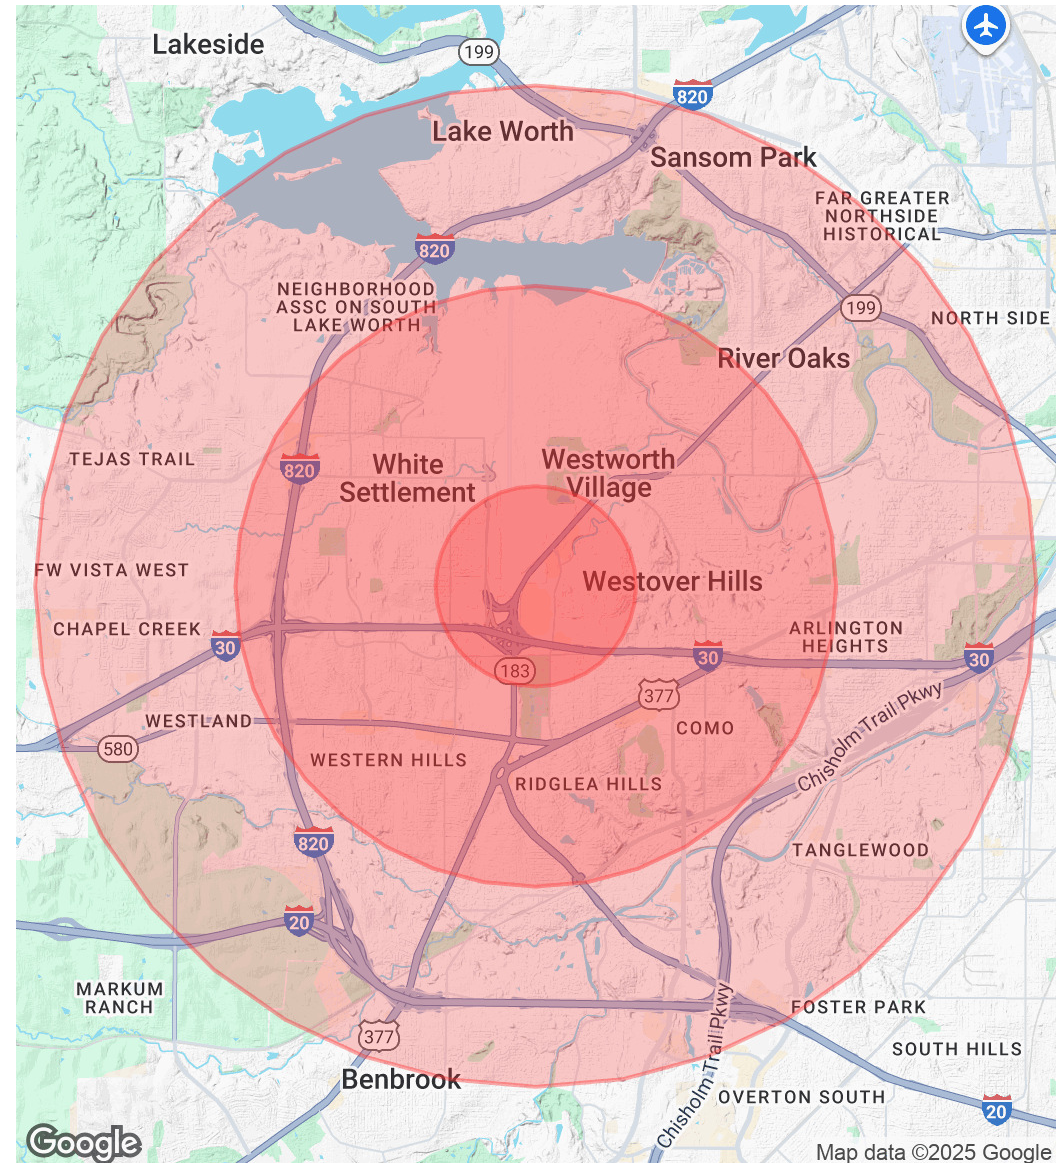 Lakeside
199
820
Lake Worth
Sansom Park
FAR GREATER
NORTHSIDE
HISTORICAL
820
NEIGHBORHOOD
ASSC ON SOUTH
LAKE WORTH
199
NORTH SIDE
River Oaks
TEJAS TRAIL
820
White
Settlement
Westworth
Village
FW VISTA WEST
Westover Hills
CHAPEL CREEK
30
ARLINGTON
HEIGHTS
30
30
183
377
WESTLAND
580
COMO
Chisholm Trail Pkwy
WESTERN HILLS
RIDGLEA HILLS
820
TANGLEWOOD
20
MARKUM
RANCH
377
Chisholm Trail Pkwy
FOSTER PARK
SOUTH HILLS
Benbrook
OVERTON SOUTH
20
Google
Map data ©2025 Google